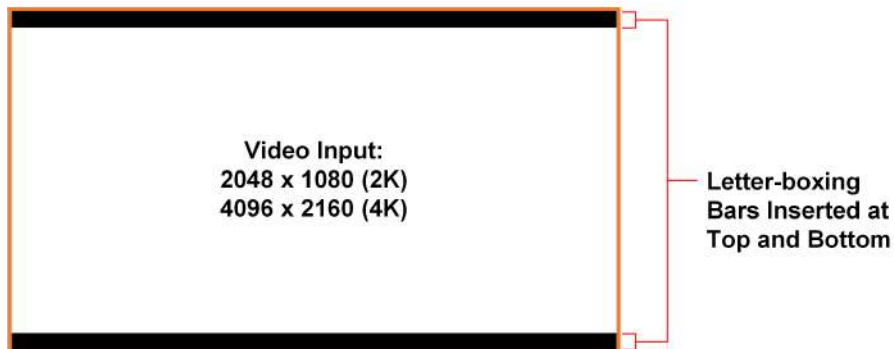 Video Input:
2048 x 1080 (2K)
4096 x 2160 (4K)
Letter-boxing
Bars Inserted at
Top and Bottom